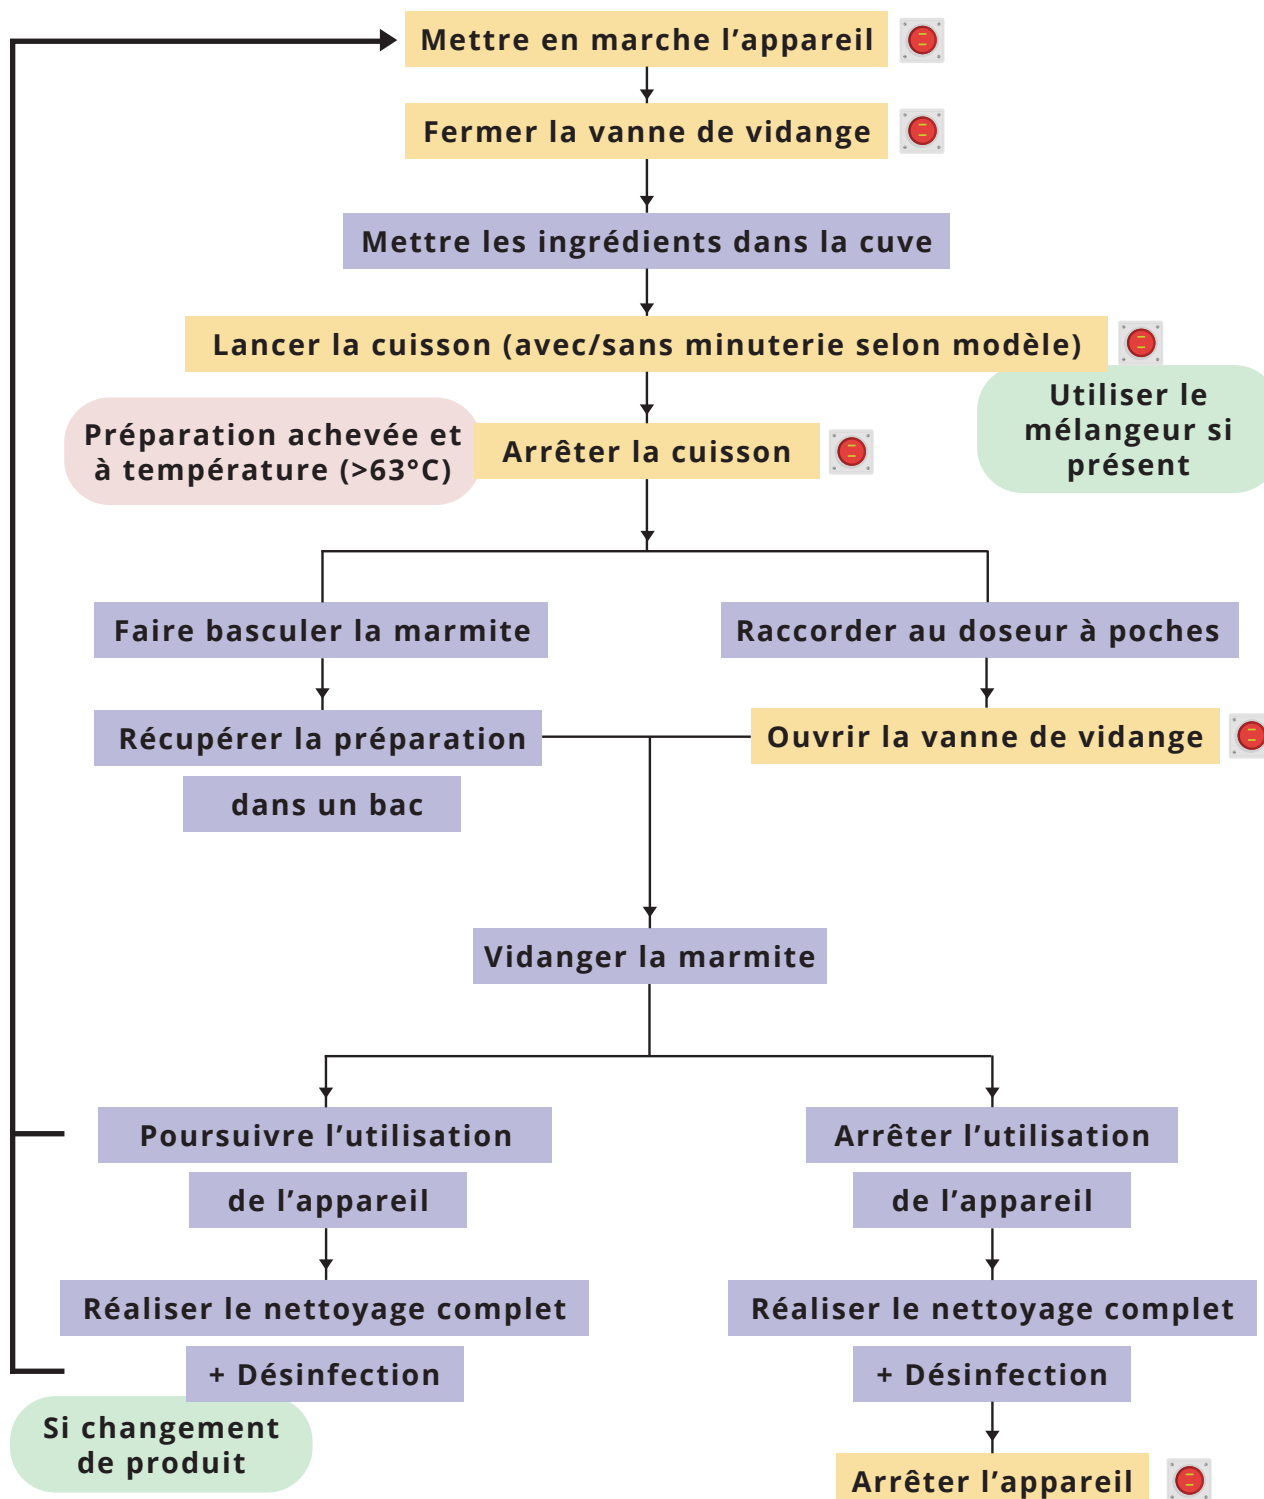 Mettre en marche l’appareil
Fermer la vanne de vidange
Mettre les ingrédients dans la cuve
Lancer la cuisson (avec/sans minuterie selon modèle)
Utiliser le
mélangeur si
présent
Préparation achevée et
à température (>63°C)
Arrêter la cuisson
Faire basculer la marmite
Raccorder au doseur à poches
Récupérer la préparation
dans un bac
Ouvrir la vanne de vidange
Vidanger la marmite
Poursuivre l’utilisation
de l’appareil
Arrêter l’utilisation
de l’appareil
Réaliser le nettoyage complet
+ Désinfection
Si changement
de produit
Réaliser le nettoyage complet
+ Désinfection
Arrêter l’appareil